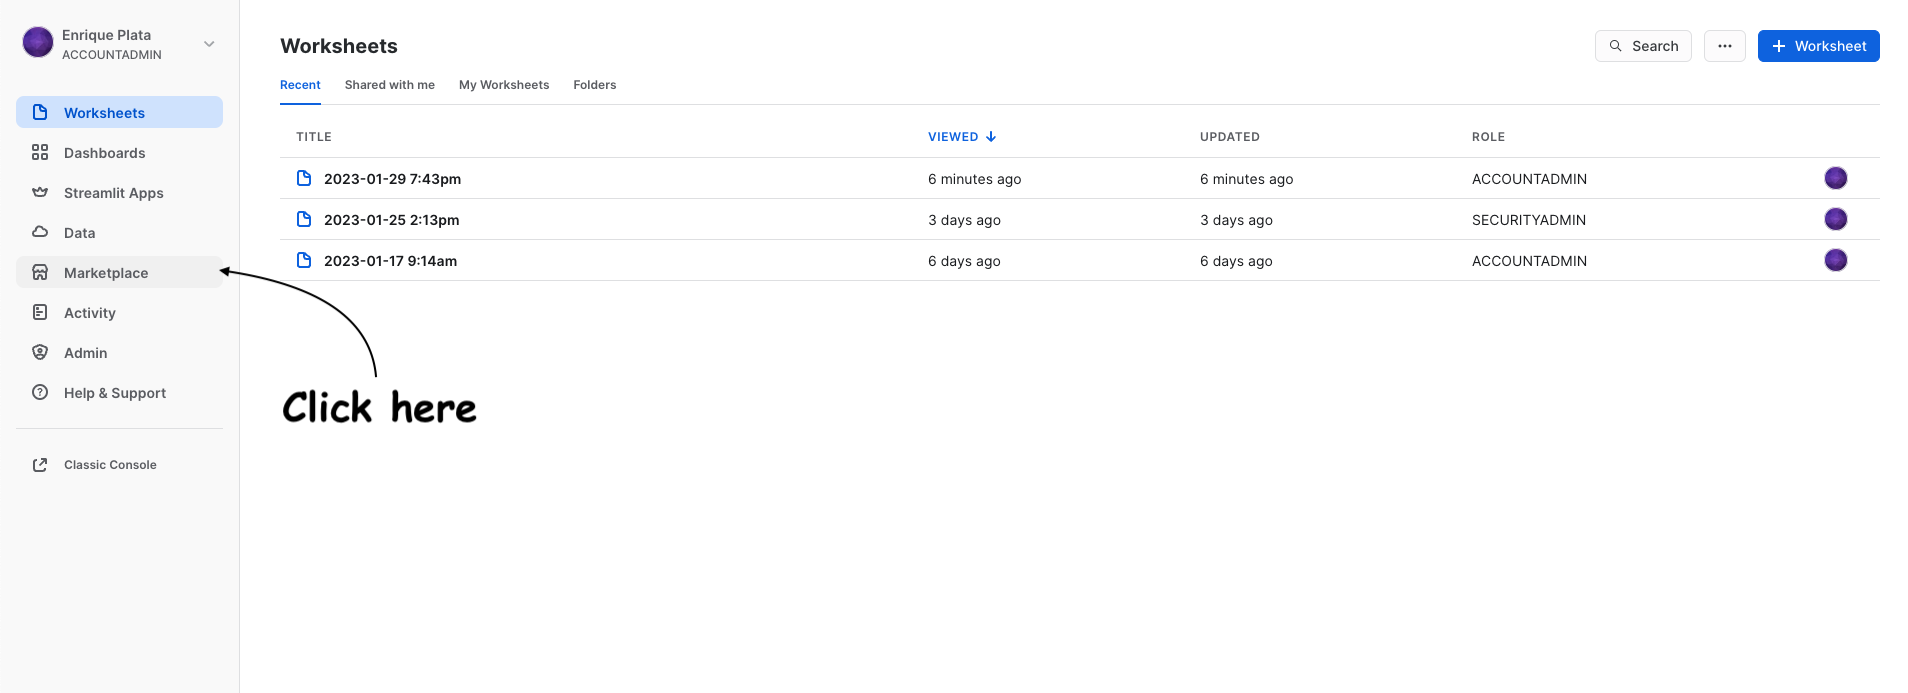 Enrique Plata
ACCOUNTADMIN
Worksheets
Dashboards
Streamlit Apps
Data
Marketplace
Activity
Admin
Help & Support
Classic Console
Worksheets
Search
+ Worksheet
Recent Shared with me My Worksheets Folders
TITLE VIEWED UPDATED ROLE
2023-01-29 7:43pm 6 minutes ago 6 minutes ago ACCOUNTADMIN
2023-01-25 2:13pm 3 days ago 3 days ago SECURITYADMIN
2023-01-17 9:14am 6 days ago 6 days ago ACCOUNTADMIN
Click here